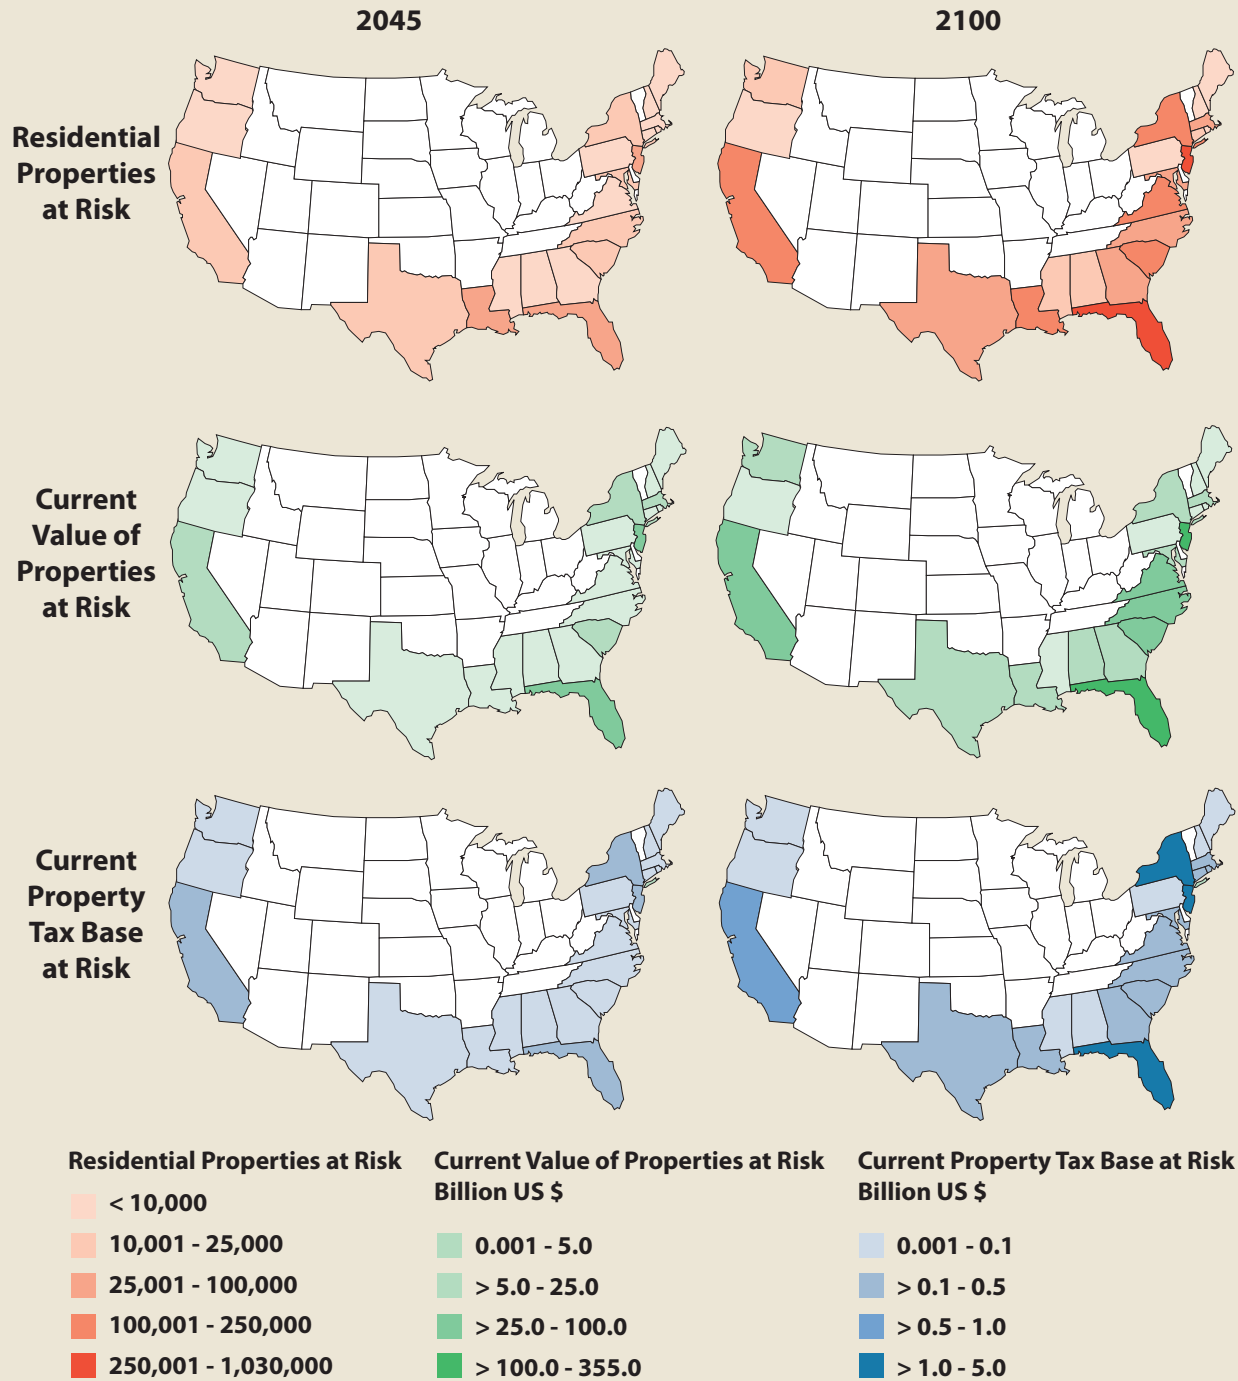 2045
2100
Residential
Properties
at Risk
Current
Value of
Properties
at Risk
Current
Property
Tax Base
at Risk
Residential Properties at Risk
< 10,000
10,001 - 25,000
25,001 - 100,000
100,001 - 250,000
250,001 - 1,030,000
Current Value of Properties at Risk
Billion US $
0.001 - 5.0
> 5.0 - 25.0
> 25.0 - 100.0
> 100.0 - 355.0
Current Property Tax Base at Risk
Billion US $
0.001 - 0.1
> 0.1 - 0.5
> 0.5 - 1.0
> 1.0 - 5.0